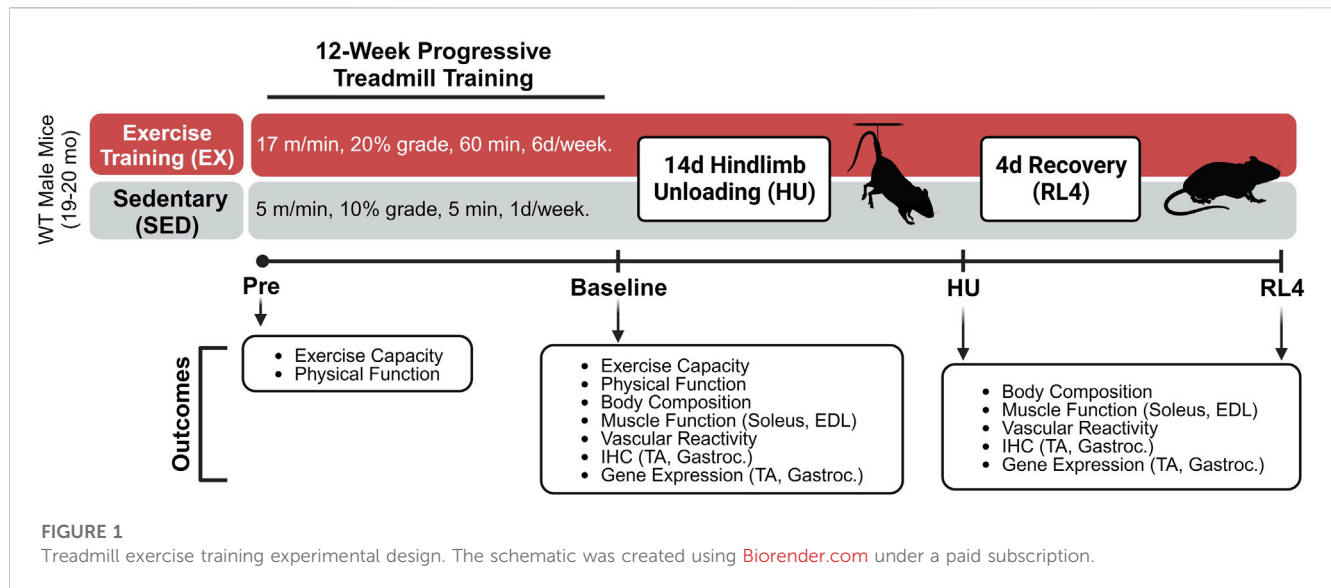 12-Week Progressive
Treadmill Training
WT Male Mice
(19-20 mo)
Exercise
Training (EX)
17 m/min, 20% grade, 60 min, 6d/week.
Sedentary
(SED)
5 m/min, 10% grade, 5 min, 1d/week.
14d Hindlimb
Unloading (HU)
4d Recovery
(RL4)
Pre
Baseline
HU
RL4
Outcomes
• Exercise Capacity
• Physical Function
• Exercise Capacity
• Physical Function
• Body Composition
• Muscle Function (Soleus, EDL)
• Vascular Reactivity
• IHC (TA, Gastroc.)
• Gene Expression (TA, Gastroc.)
• Body Composition
• Muscle Function (Soleus, EDL)
• Vascular Reactivity
• IHC (TA, Gastroc.)
• Gene Expression (TA, Gastroc.)
FIGURE 1
Treadmill exercise training experimental design. The schematic was created using Biorender.com under a paid subscription.